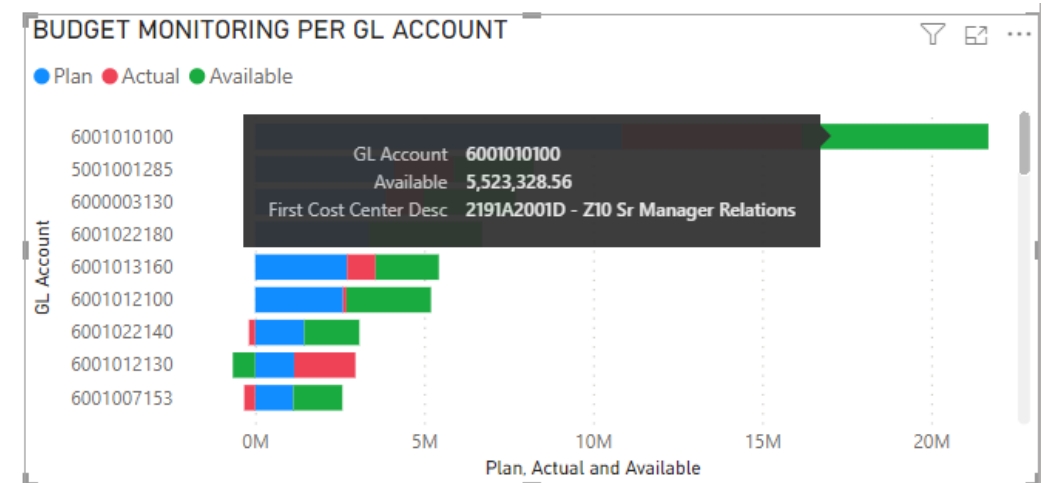 BUDGET MONITORING PER GL ACCOUNT
Plan Actual Available
6001010100
5001001285
6000003130
6001022180
6001013160
6001012100
6001022140
6001012130
6001007153
GL Account
GL Account 6001010100
Available 5,523,328.56
First Cost Center Desc 2191A2001D - Z10 Sr Manager Relations
0M 5M 10M 15M 20M
Plan, Actual and Available